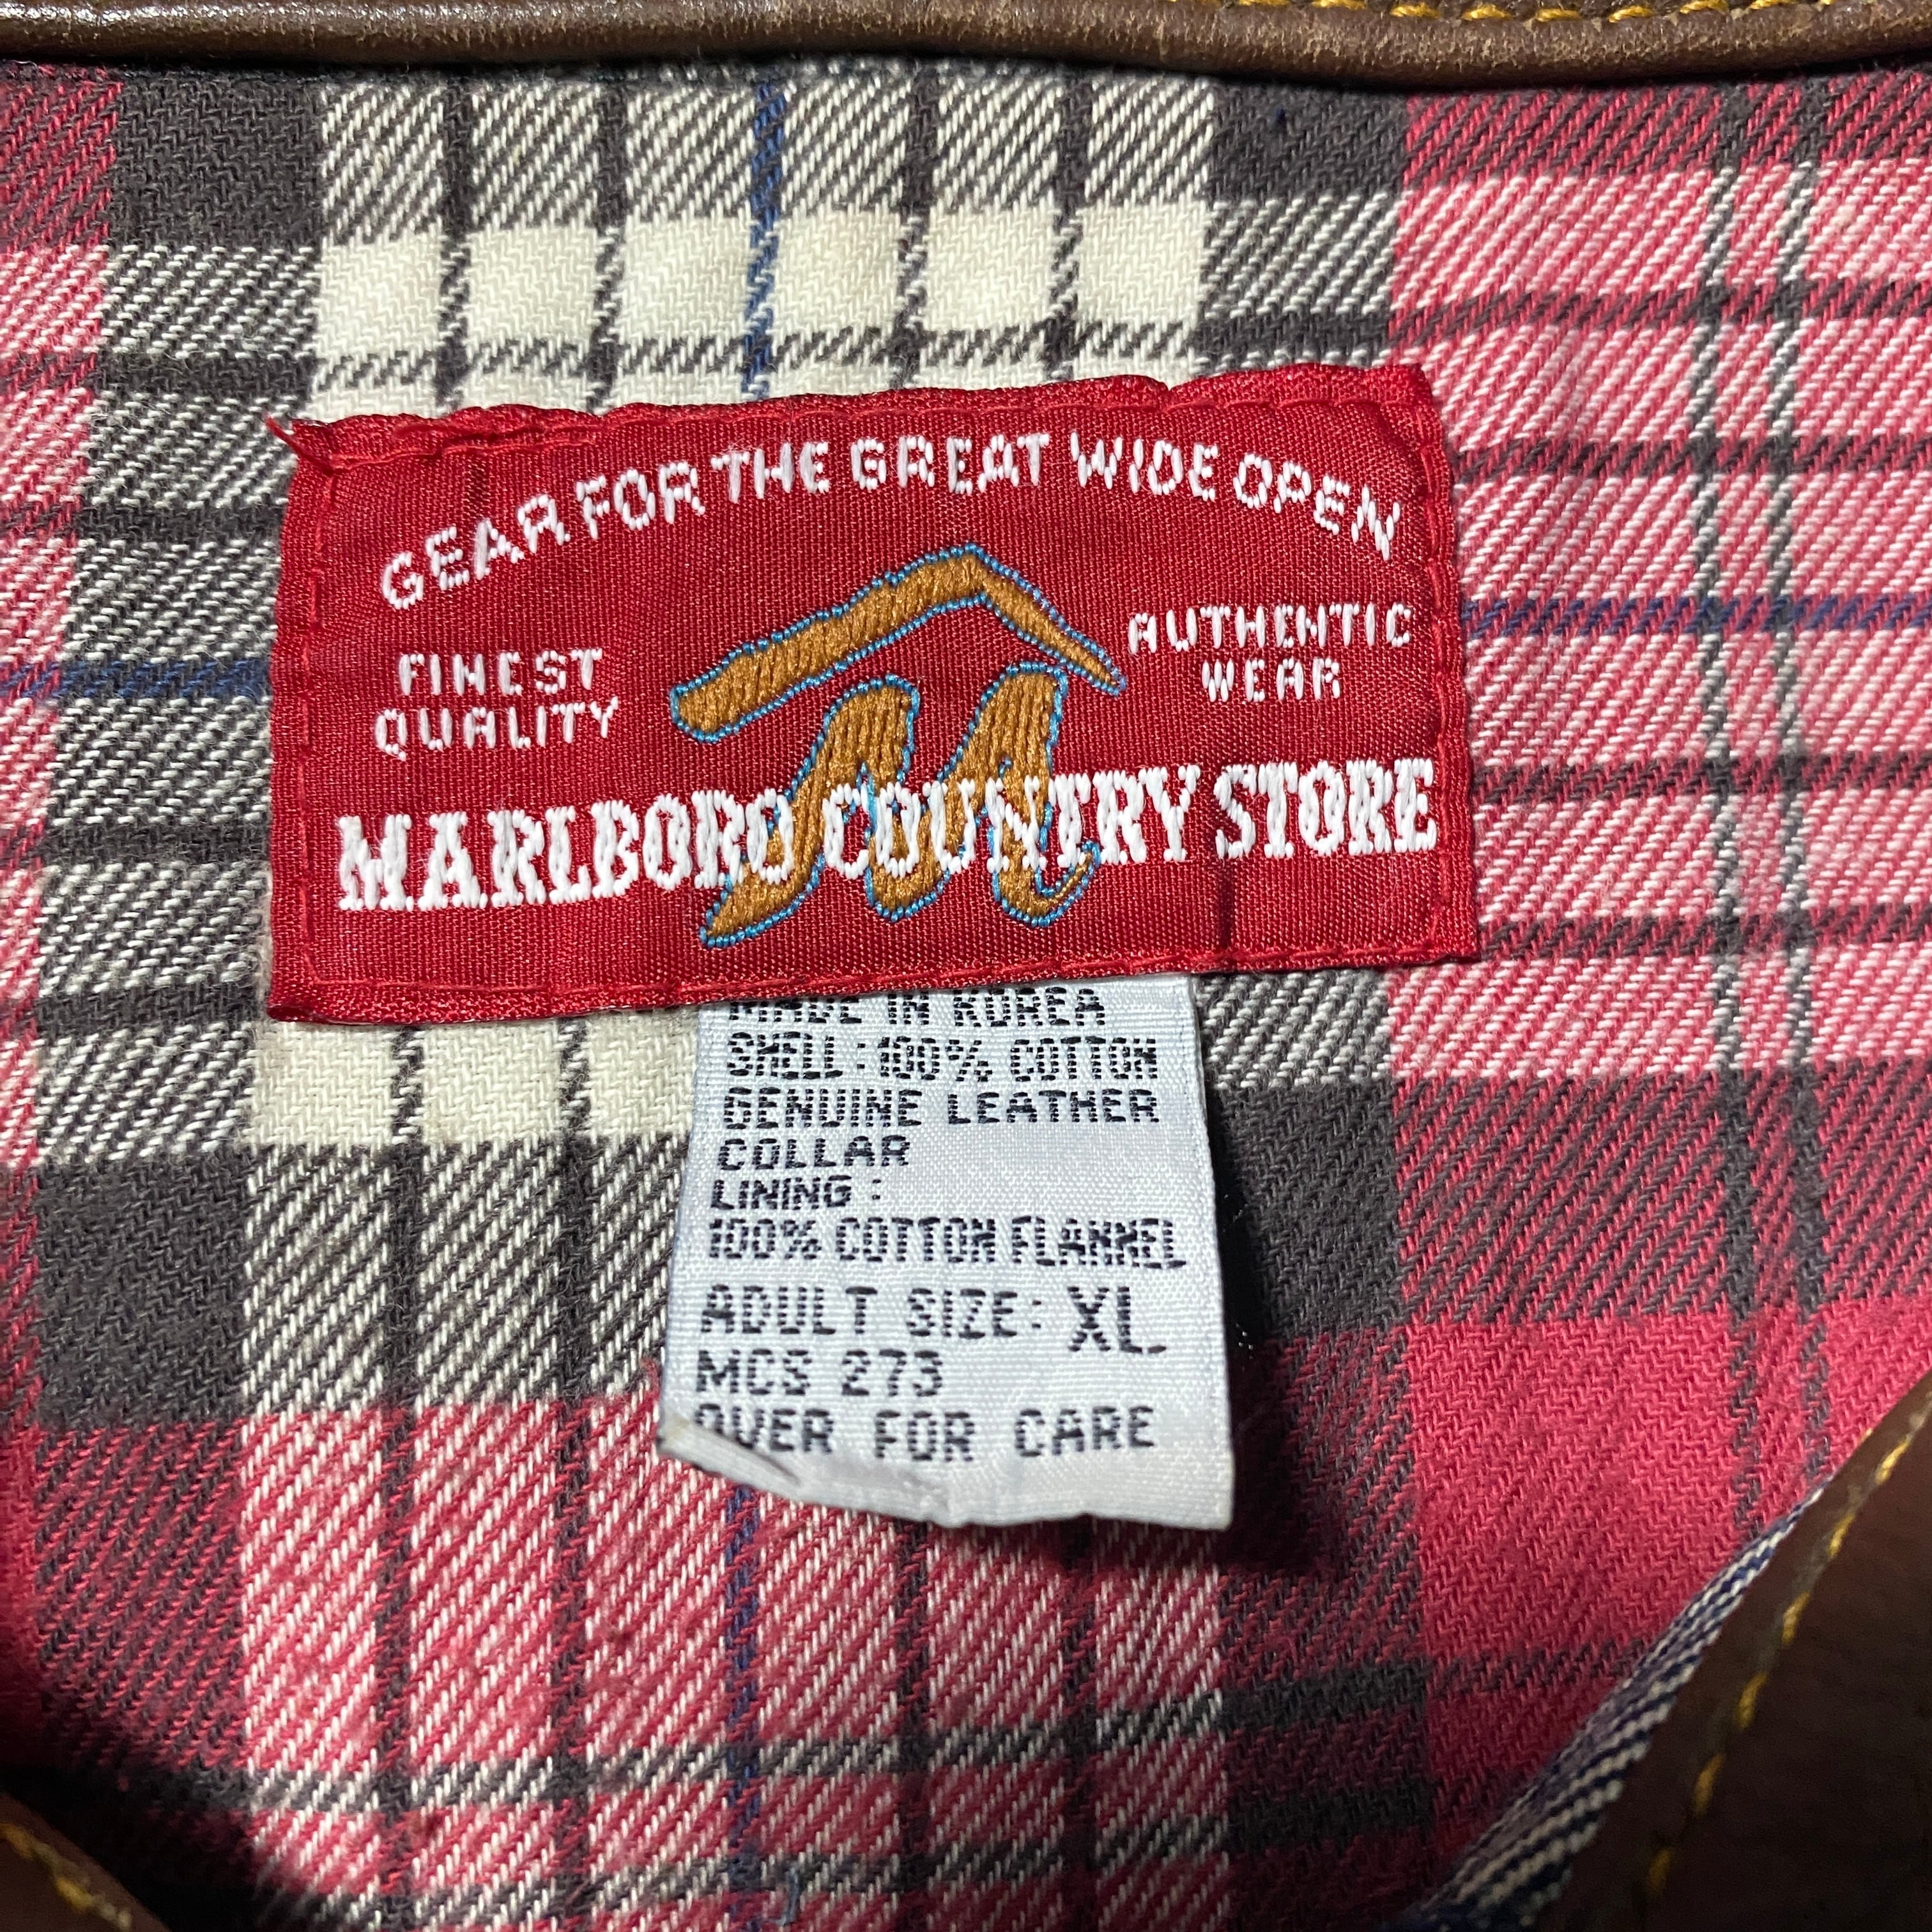 GEAR FOR THE GREAT WIDE OPEN
FINEST
QUALITY
AUTHENTIC
WEAR
MARLBORO COUNTRY STORE
MADE IN KOREA
SHELL : 100% COTTON
GENUINE LEATHER
COLLAR
LINING :
100% COTTON FLANNEL
ADULT SIZE: XL
MCS 273
OVER FOR CARE